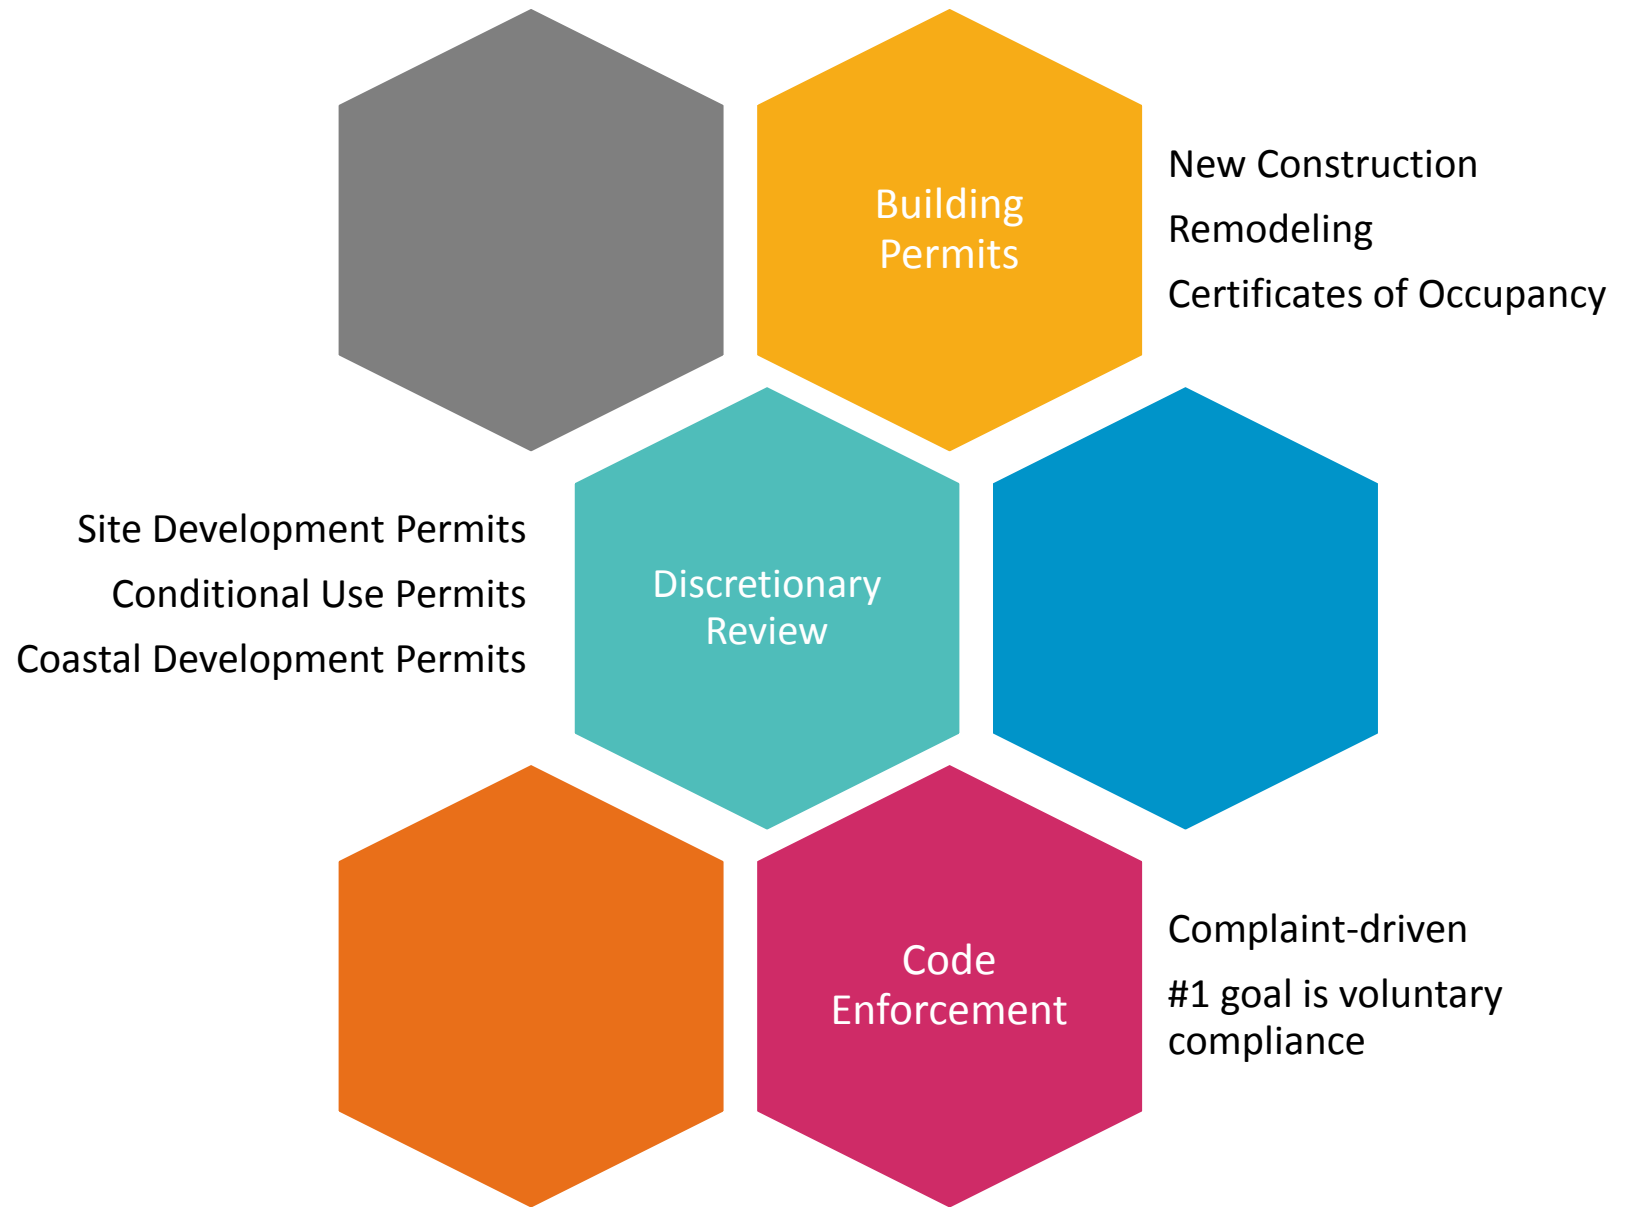 Building
Permits
New Construction
Remodeling
Certificates of Occupancy
Site Development Permits
Conditional Use Permits
Coastal Development Permits
Discretionary
Review
Code
Enforcement
Complaint-driven
#1 goal is voluntary
compliance